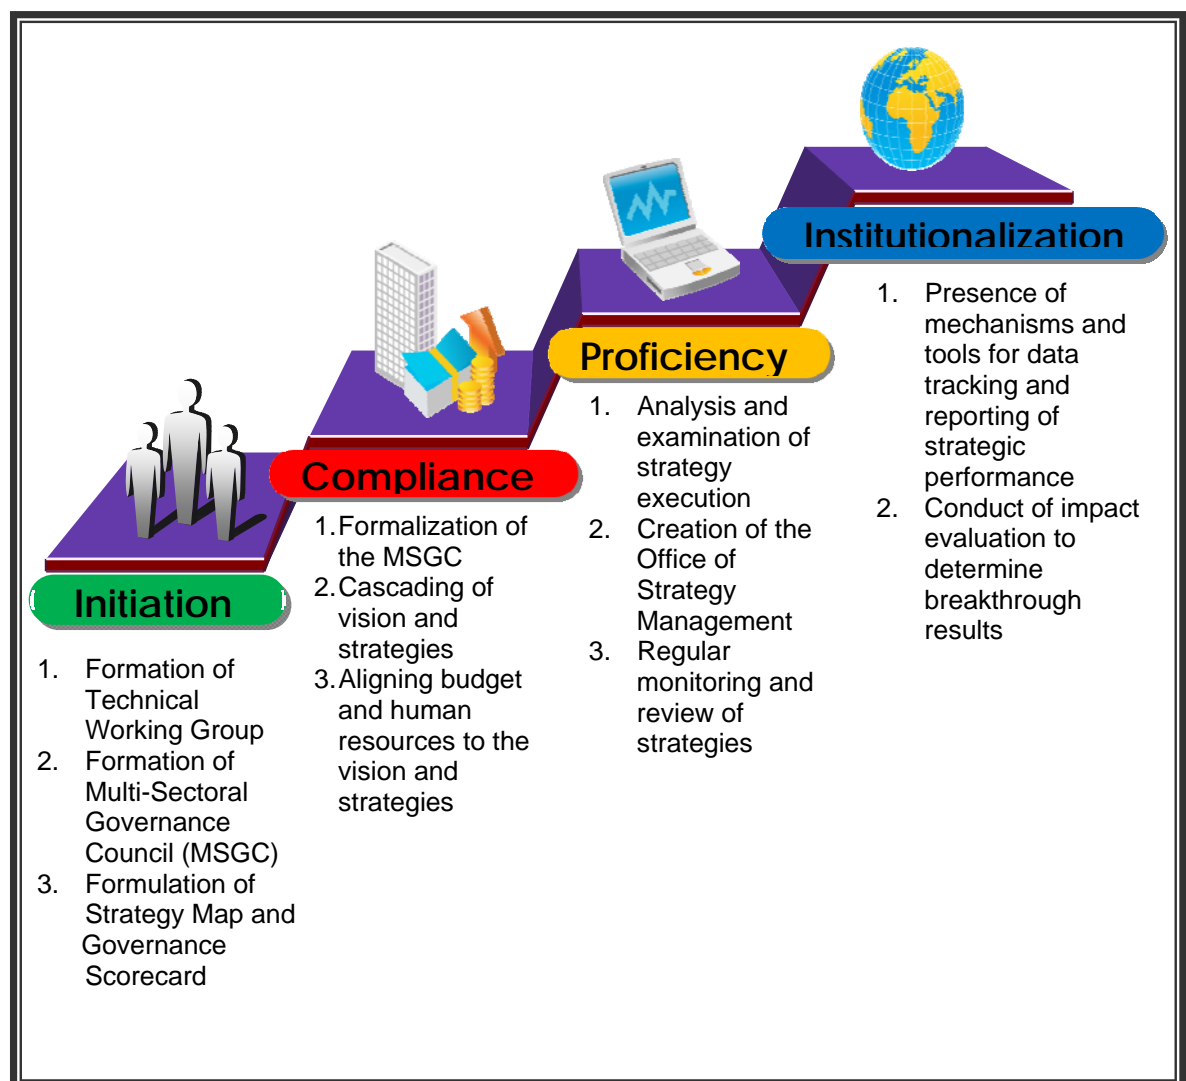 Institutionalization
1. Presence of
mechanisms and
tools for data
tracking and
reporting of
strategic
performance
2. Conduct of impact
evaluation to
determine
breakthrough
results
Proficiency
1. Analysis and
examination of
strategy
execution
2. Creation of the
Office of
Strategy
Management
3. Regular
monitoring and
review of
strategies
Compliance
1.Formalization of
the MSGC
2.Cascading of
vision and
strategies
3.Aligning budget
and human
resources to the
vision and
strategies
Initiation
1. Formation of
Technical
Working Group
2. Formation of
Multi-Sectoral
Governance
Council (MSGC)
3. Formulation of
Strategy Map and
Governance
Scorecard